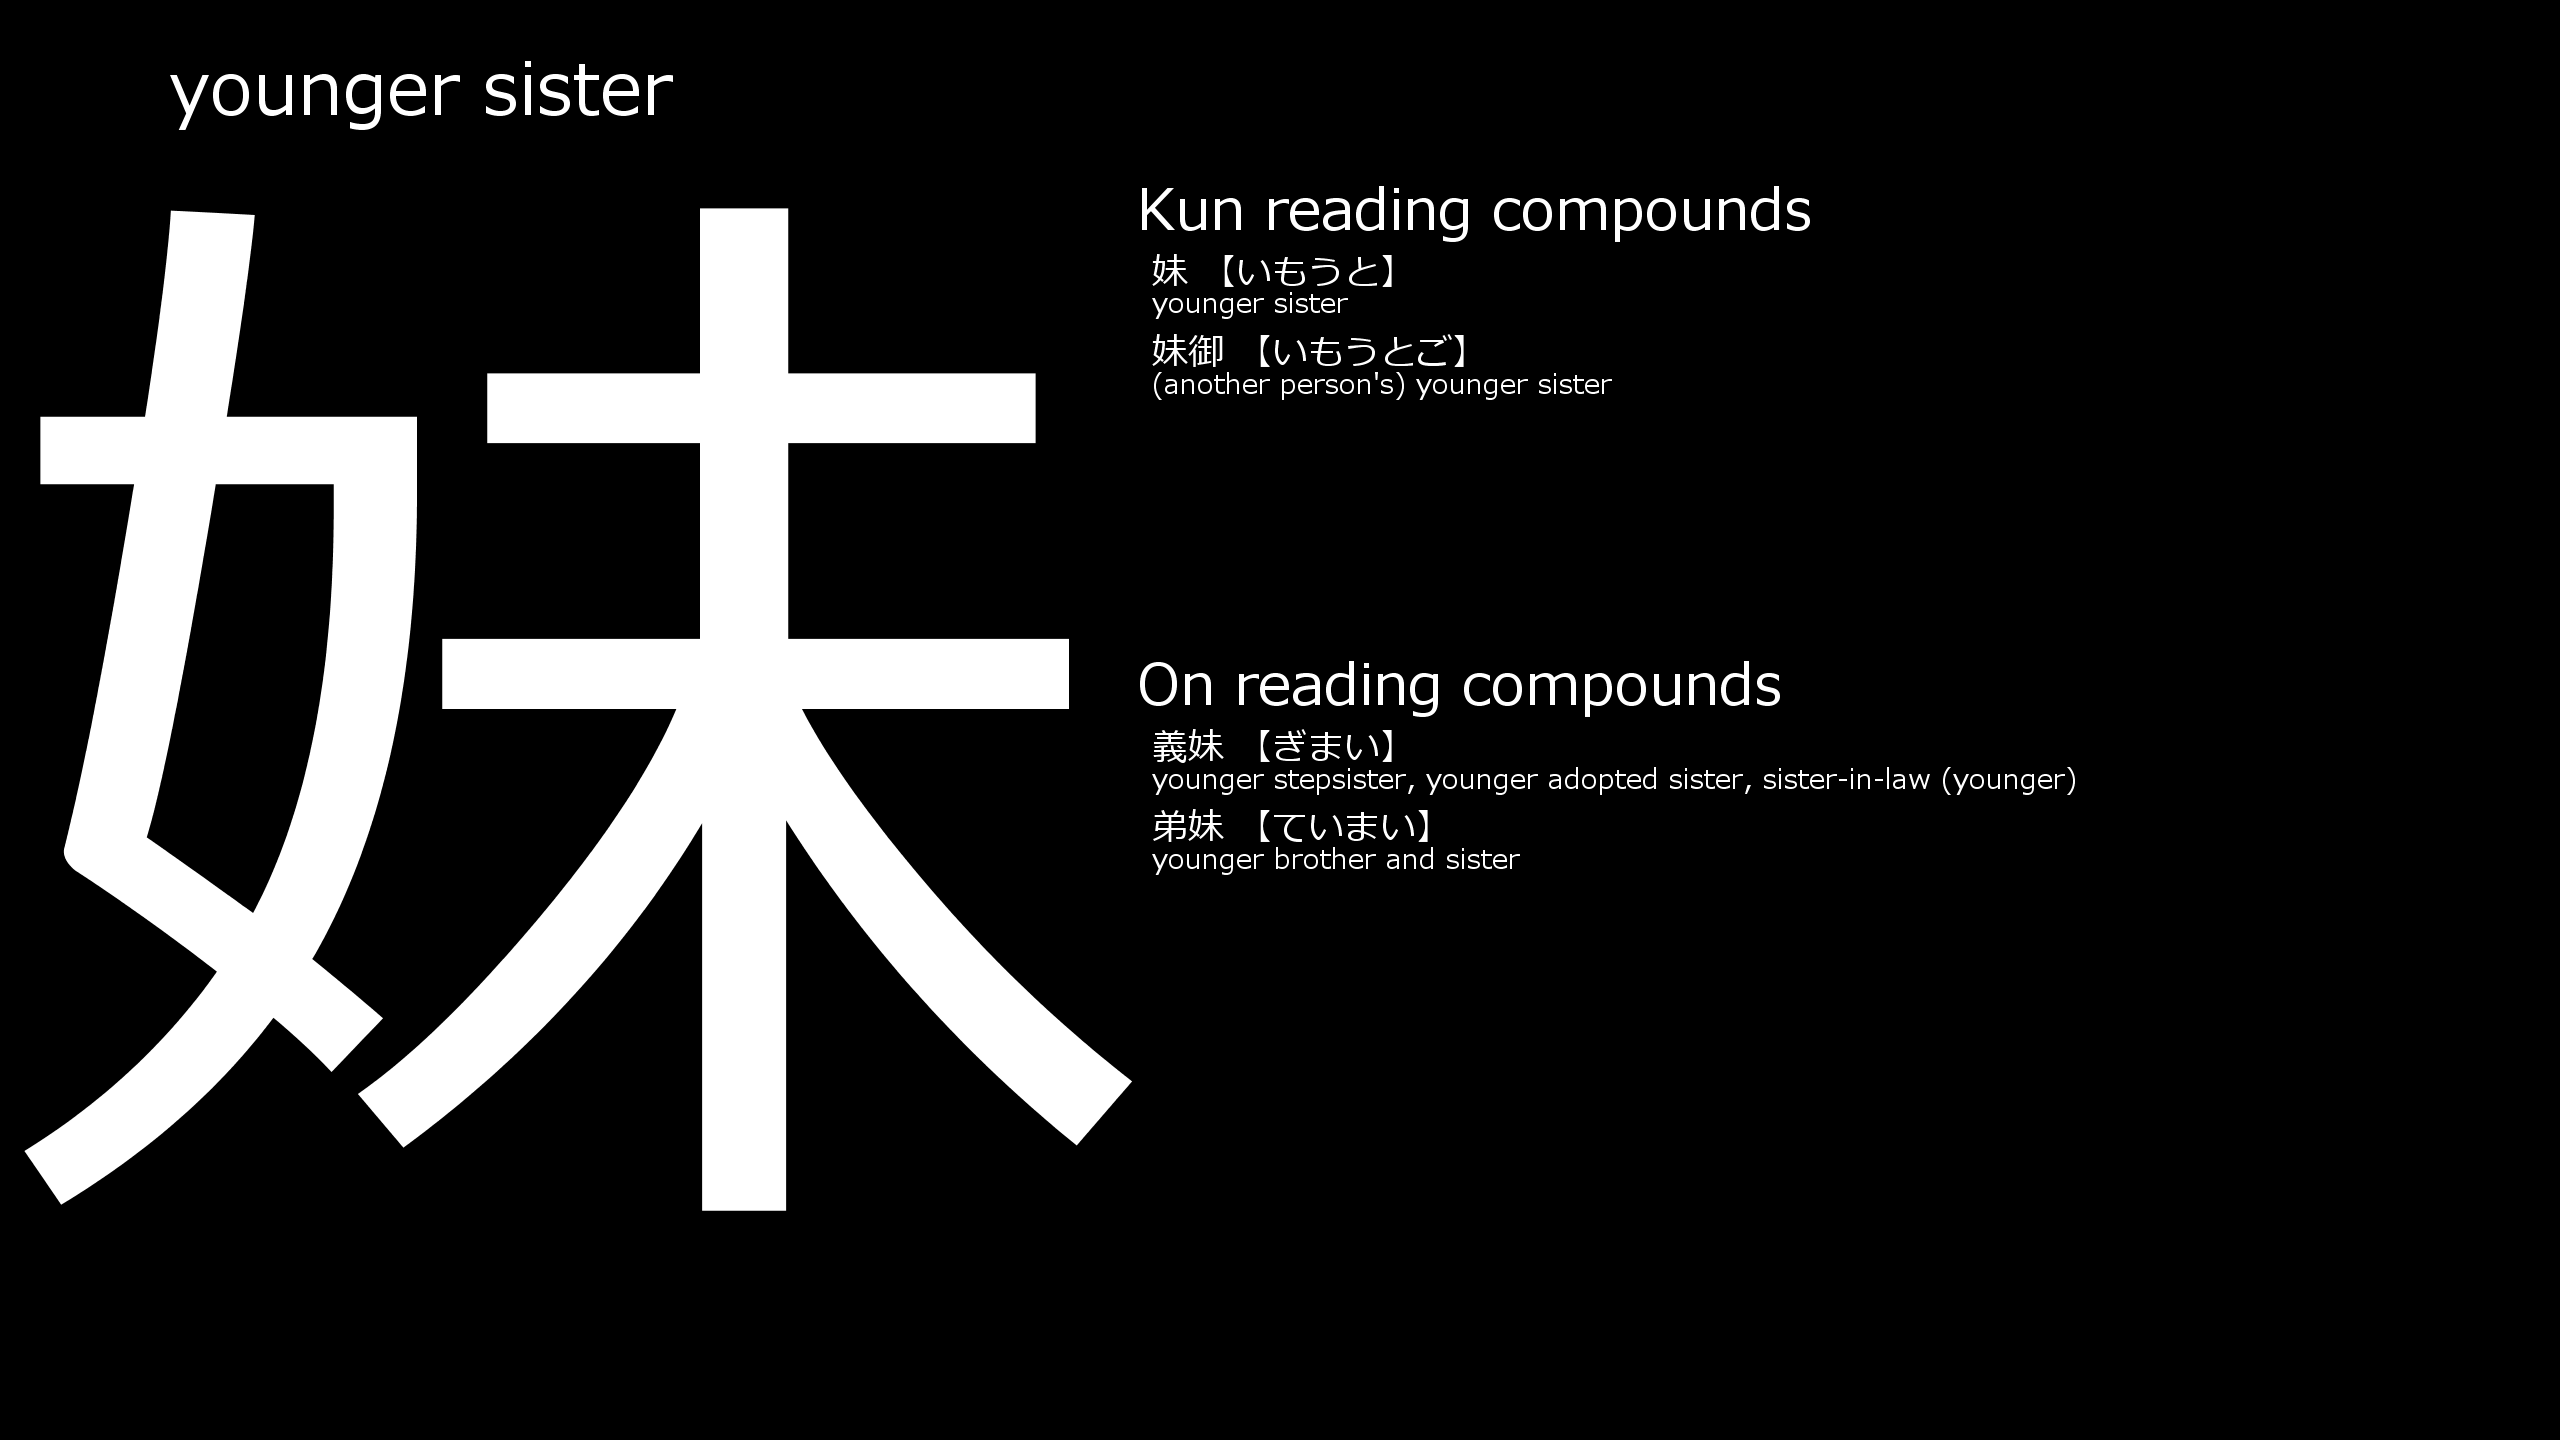 younger sister
妹
Kun reading compounds
妹 【いもうと】
younger sister
妹御 【いもうとご】
(another person's) younger sister
On reading compounds
義妹 【ぎまい】
younger stepsister, younger adopted sister, sister-in-law (younger)
弟妹 【ていまい】
younger brother and sister